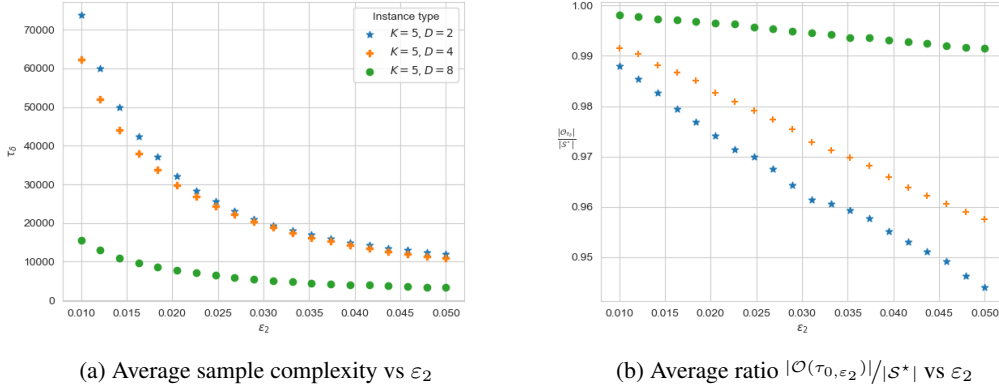 70000
60000
50000
40000
30000
20000
10000
0
τδ
0.010 0.015 0.020 0.025 0.030 0.035 0.040 0.045 0.050
ε₂
Instance type
K = 5, D = 2
K = 5, D = 4
K = 5, D = 8
(a) Average sample complexity vs ε₂
1.00
0.99
0.98
0.97
0.96
0.95
|𝒪τ₀|
|𝒮⋆|
0.010 0.015 0.020 0.025 0.030 0.035 0.040 0.045 0.050
ε₂
(b) Average ratio |𝒪(τ₀,ε₂)|/|𝒮⋆| vs ε₂